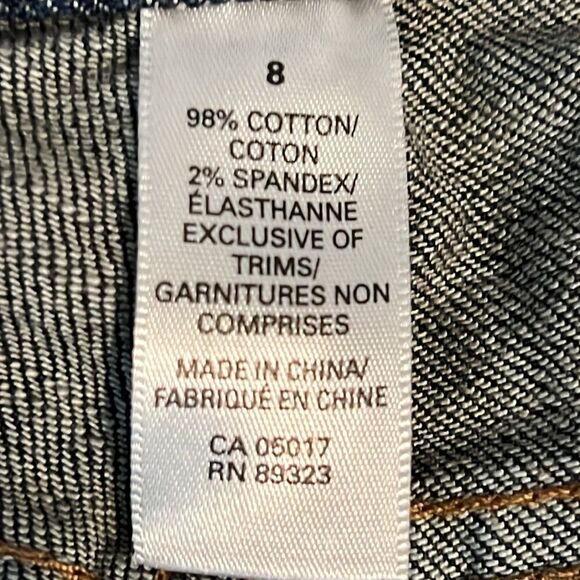 8
98% COTTON/
COTON
2% SPANDEX/
ÉLASTHANNE
EXCLUSIVE OF
TRIMS/
GARNITURES NON
COMPRISES
MADE IN CHINA/
FABRIQUÉ EN CHINE
CA 05017
RN 89323